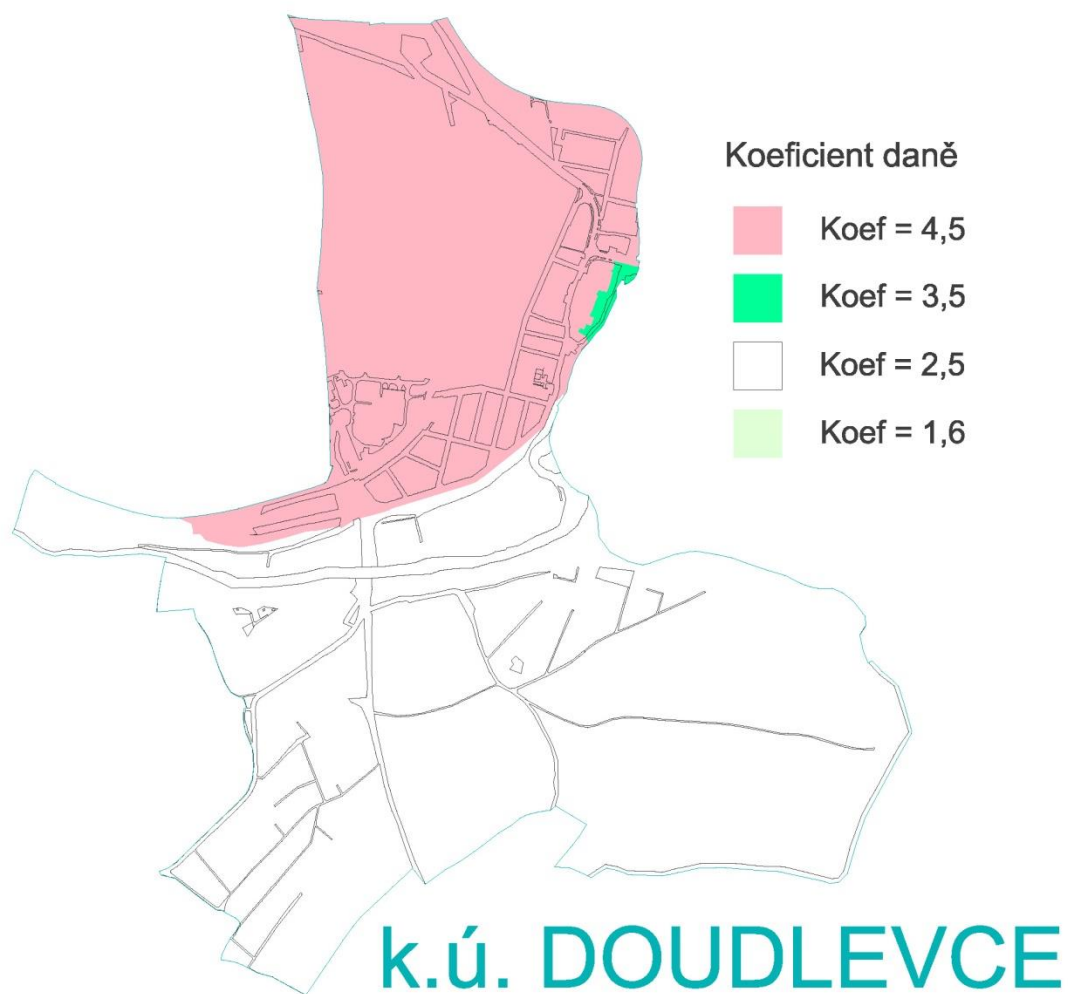 Koeficient daně
Koef = 4,5
Koef = 3,5
Koef = 2,5
Koef = 1,6
k.ú. DOUDLEVCE